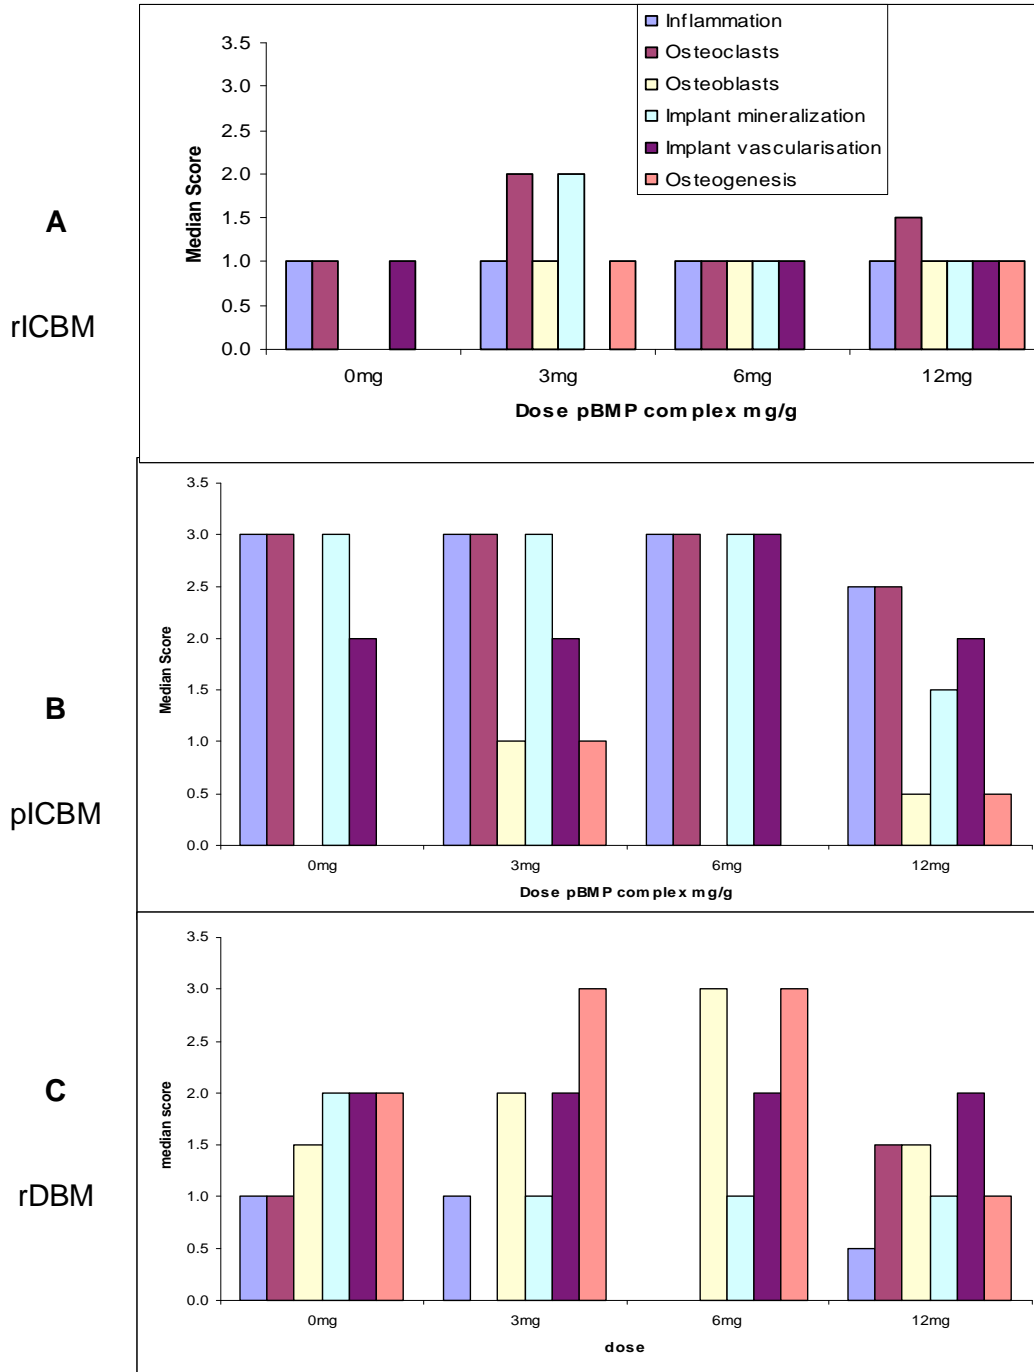 Inflammation
Osteoclasts
Osteoblasts
Implant mineralization
Implant vascularisation
Osteogenesis
A
rICBM
Median Score
3.5
3.0
2.5
2.0
1.5
1.0
0.5
0.0
0mg 3mg 6mg 12mg
Dose pBMP complex mg/g
B
pICBM
Median Score
3.5
3.0
2.5
2.0
1.5
1.0
0.5
0.0
0mg 3mg 6mg 12mg
Dose pBMP complex mg/g
C
rDBM
median score
3.5
3.0
2.5
2.0
1.5
1.0
0.5
0.0
0mg 3mg 6mg 12mg
dose